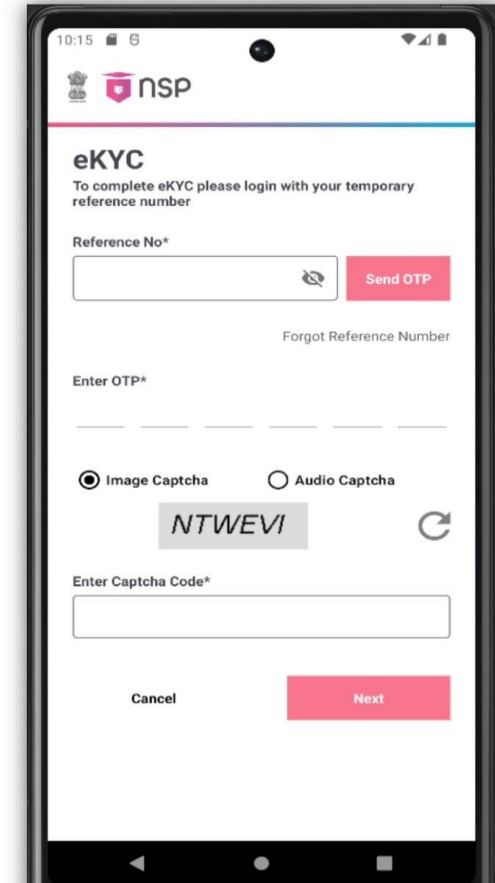 10:15
nsp
eKYC
To complete eKYC please login with your temporary
reference number
Reference No*
Send OTP
Forgot Reference Number
Enter OTP*
Image Captcha
Audio Captcha
NTWEVI
Enter Captcha Code*
Cancel
Next